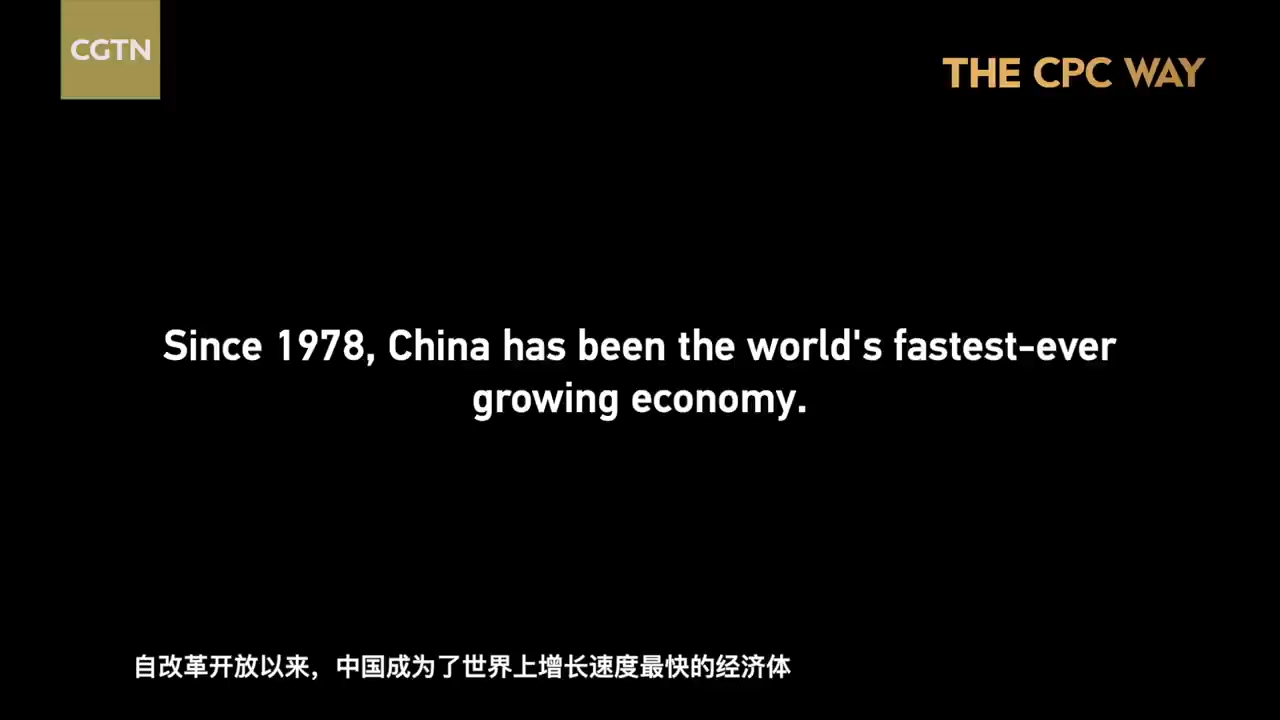 CGTN
THE CPC WAY
Since 1978, China has been the world's fastest-ever
growing economy.
自改革开放以来，中国成为了世界上增长速度最快的经济体